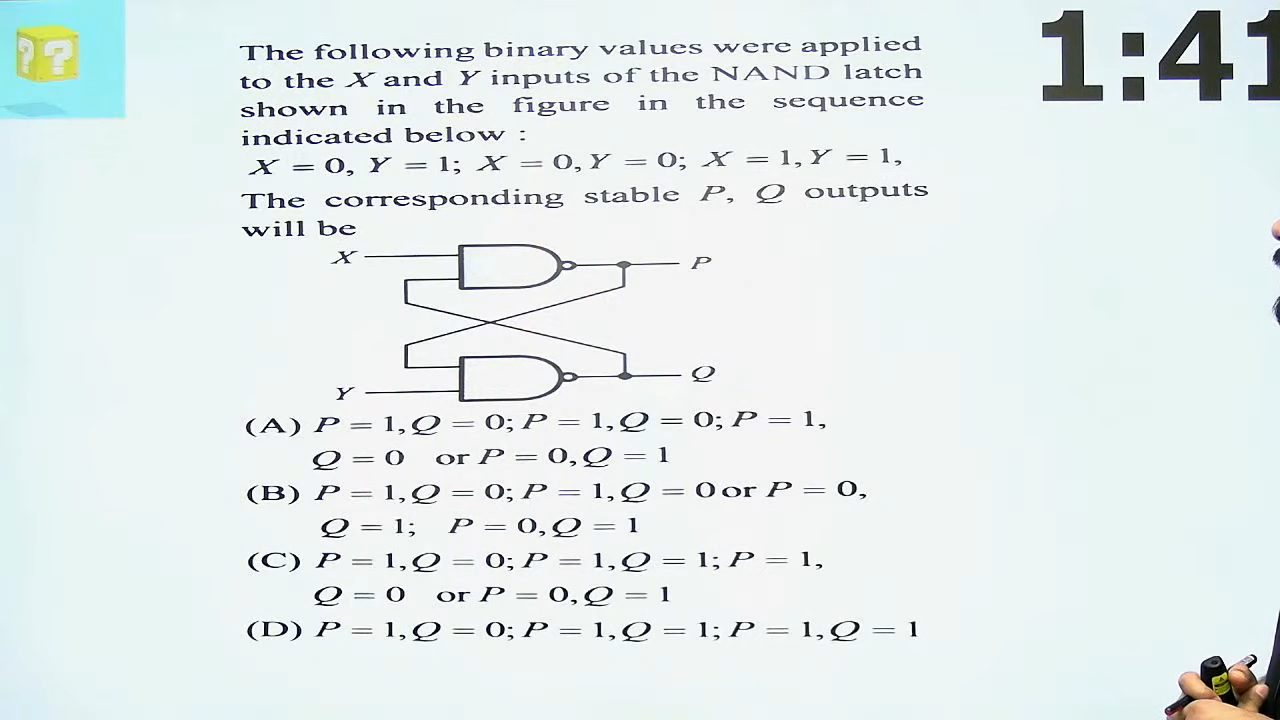 1:41
The following binary values were applied
to the X and Y inputs of the NAND latch
shown in the figure in the sequence
indicated below :
X = 0, Y = 1; X = 0, Y = 0; X = 1, Y = 1,
The corresponding stable P, Q outputs
will be
X
P
Q
Y
(A) P = 1, Q = 0; P = 1, Q = 0; P = 1,
Q = 0 or P = 0, Q = 1
(B) P = 1, Q = 0; P = 1, Q = 0 or P = 0,
Q = 1; P = 0, Q = 1
(C) P = 1, Q = 0; P = 1, Q = 1; P = 1,
Q = 0 or P = 0, Q = 1
(D) P = 1, Q = 0; P = 1, Q = 1; P = 1, Q = 1
? ?